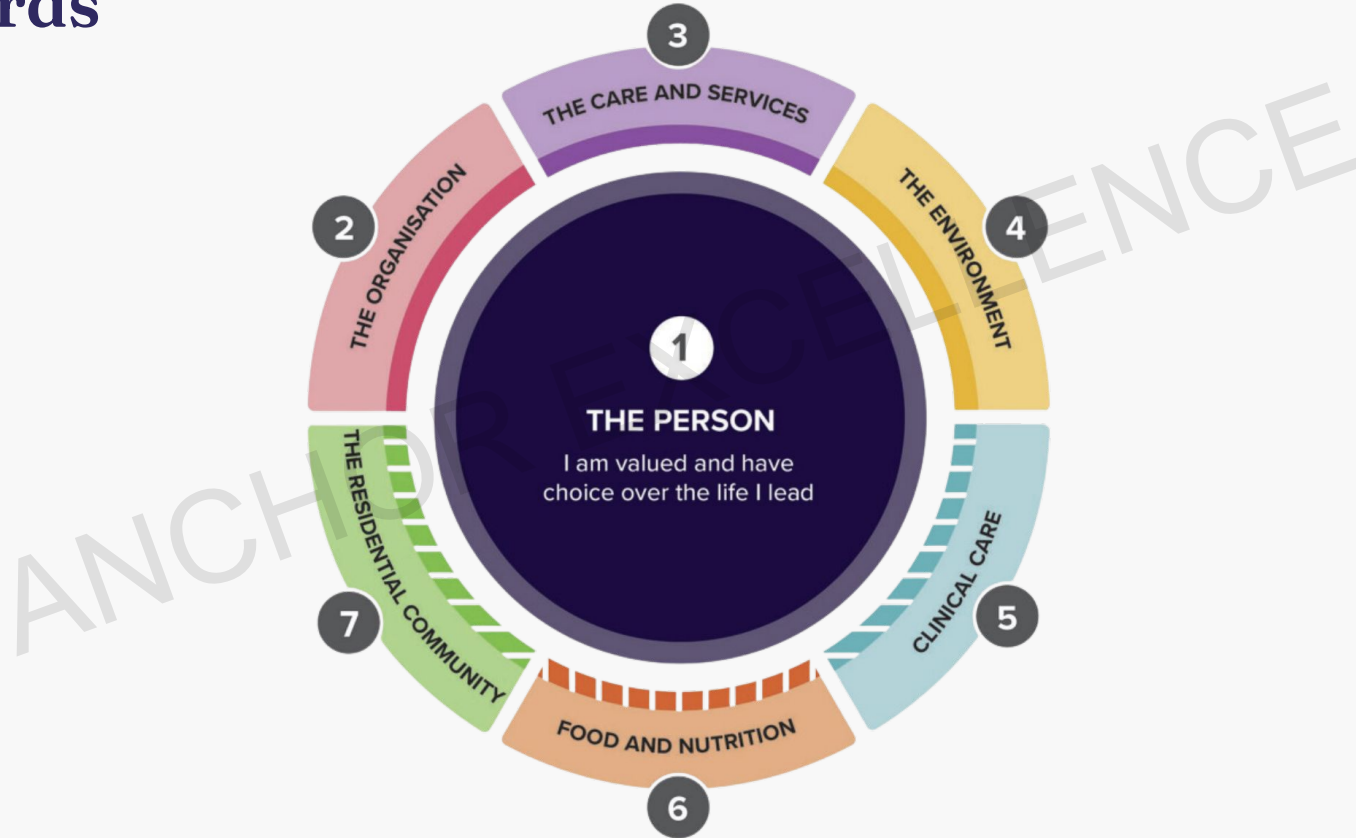 rds
3
THE CARE AND SERVICES
2
THE ORGANISATION
4
THE ENVIRONMENT
1
THE PERSON
I am valued and have
choice over the life I lead
7
THE RESIDENTIAL COMMUNITY
5
CLINICAL CARE
FOOD AND NUTRITION
6
ANCHOR EXCELLENCE